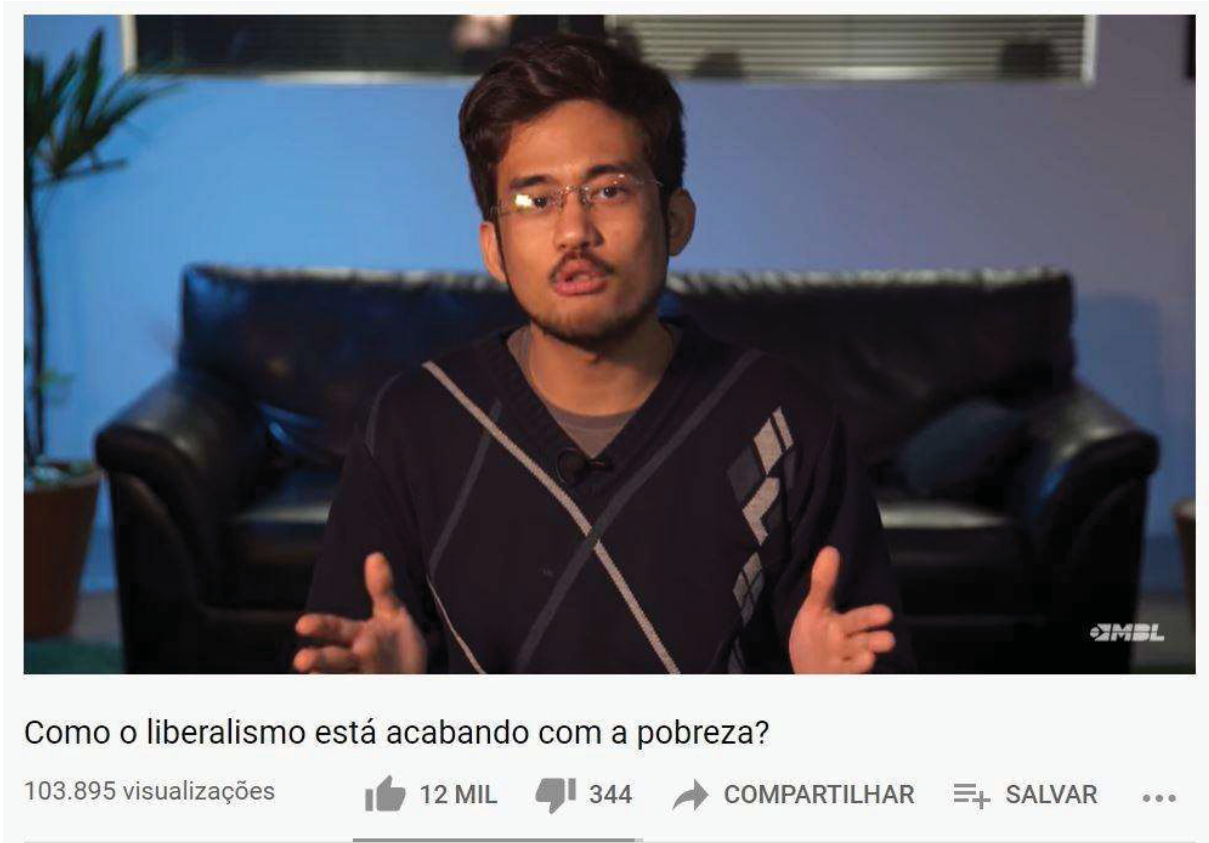 MBL
Como o liberalismo está acabando com a pobreza?
103.895 visualizações 12 MIL 344 COMPARTILHAR SALVAR